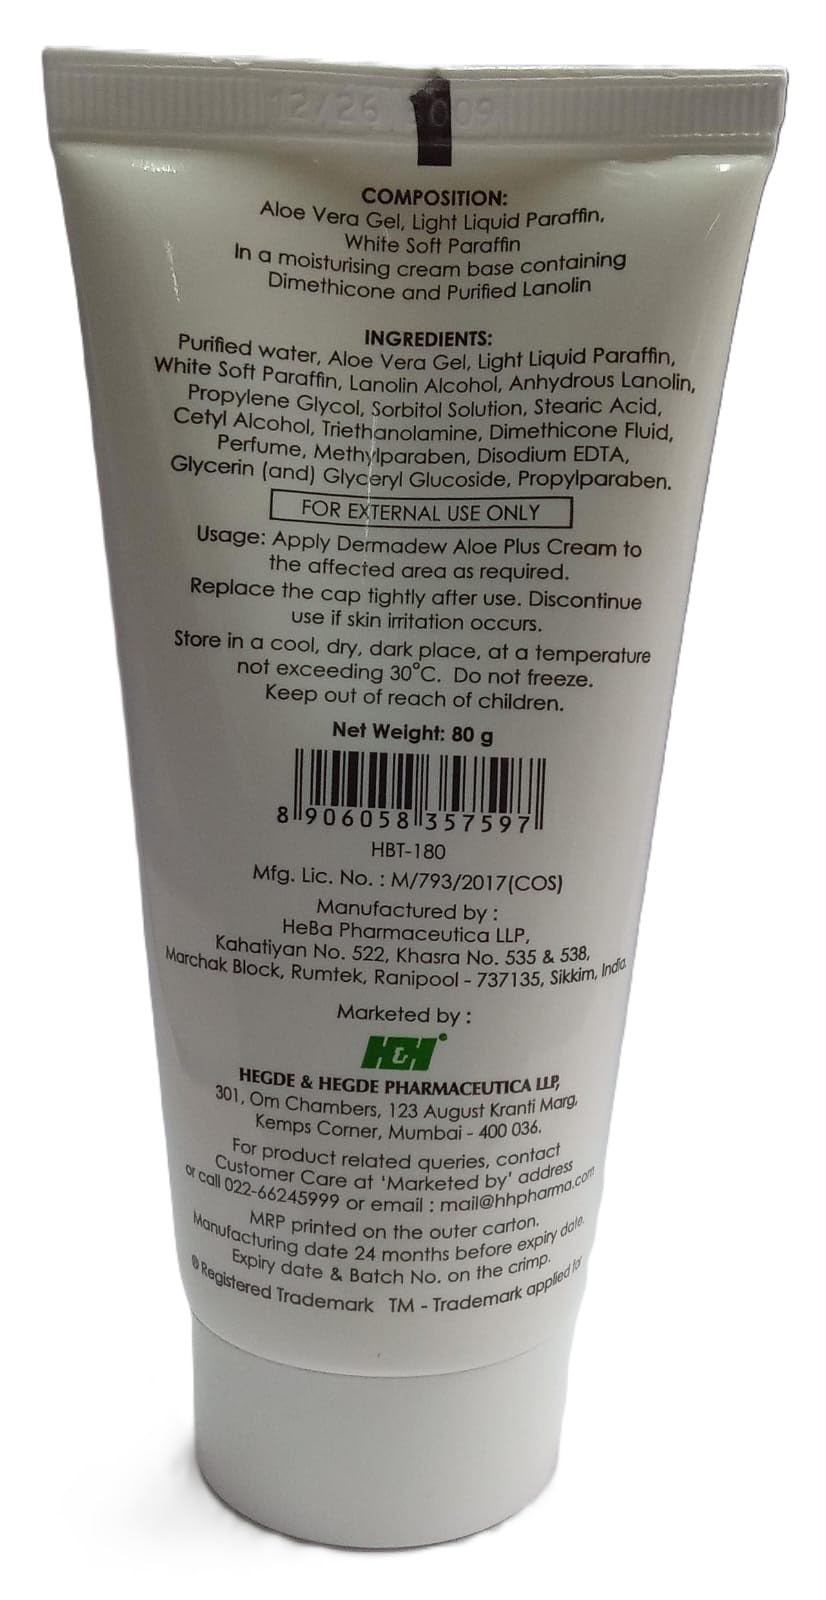 12/26 009
COMPOSITION:
Aloe Vera Gel, Light Liquid Paraffin,
White Soft Paraffin
In a moisturising cream base containing
Dimethicone and Purified Lanolin
INGREDIENTS:
Purified water, Aloe Vera Gel, Light Liquid Paraffin,
White Soft Paraffin, Lanolin Alcohol, Anhydrous Lanolin,
Propylene Glycol, Sorbitol Solution, Stearic Acid,
Cetyl Alcohol, Triethanolamine, Dimethicone Fluid,
Perfume, Methylparaben, Disodium EDTA,
Glycerin (and) Glyceryl Glucoside, Propylparaben.
FOR EXTERNAL USE ONLY
Usage: Apply Dermadew Aloe Plus Cream to
the affected area as required.
Replace the cap tightly after use. Discontinue
use if skin irritation occurs.
Store in a cool, dry, dark place, at a temperature
not exceeding 30°C. Do not freeze.
Keep out of reach of children.
Net Weight: 80 g
8 906058 357597
HBT-180
Mfg. Lic. No. : M/793/2017(COS)
Manufactured by :
HeBa Pharmaceutica LLP,
Kahatiyan No. 522, Khasra No. 535 & 538,
Marchak Block, Rumtek, Ranipool - 737135, Sikkim, India.
Marketed by :
H&H
HEGDE & HEGDE PHARMACEUTICA LLP,
301, Om Chambers, 123 August Kranti Marg,
Kemps Corner, Mumbai - 400 036.
For product related queries, contact
Customer Care at 'Marketed by' address
or call 022-66245999 or email : mail@hhpharma.com
MRP printed on the outer carton.
Manufacturing date 24 months before expiry date.
Expiry date & Batch No. on the crimp.
® Registered Trademark TM - Trademark applied for